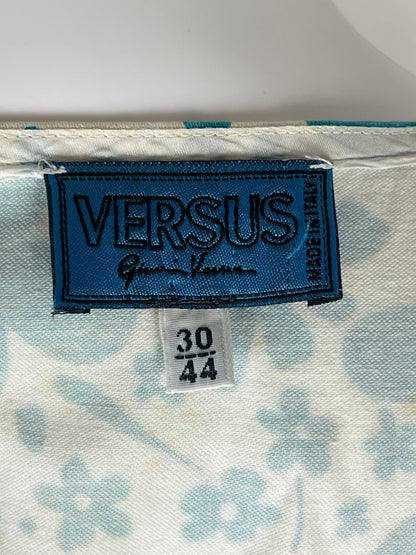 VERSUS
Gianni Versace
MADE IN ITALY
30
44